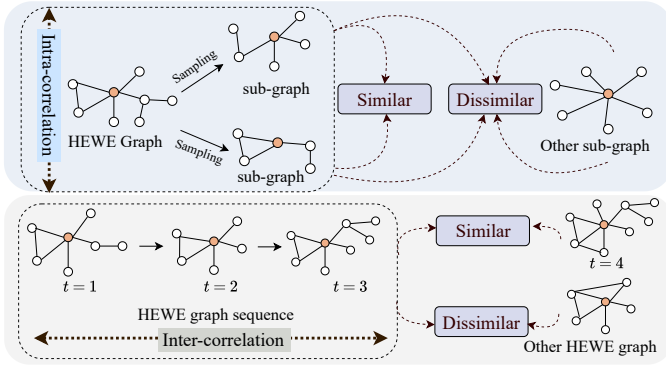 Intra-correlation
HEWE Graph
Sampling
Sampling
sub-graph
sub-graph
Similar
Dissimilar
Other sub-graph
t = 1
t = 2
t = 3
HEWE graph sequence
Inter-correlation
Similar
Dissimilar
t = 4
Other HEWE graph